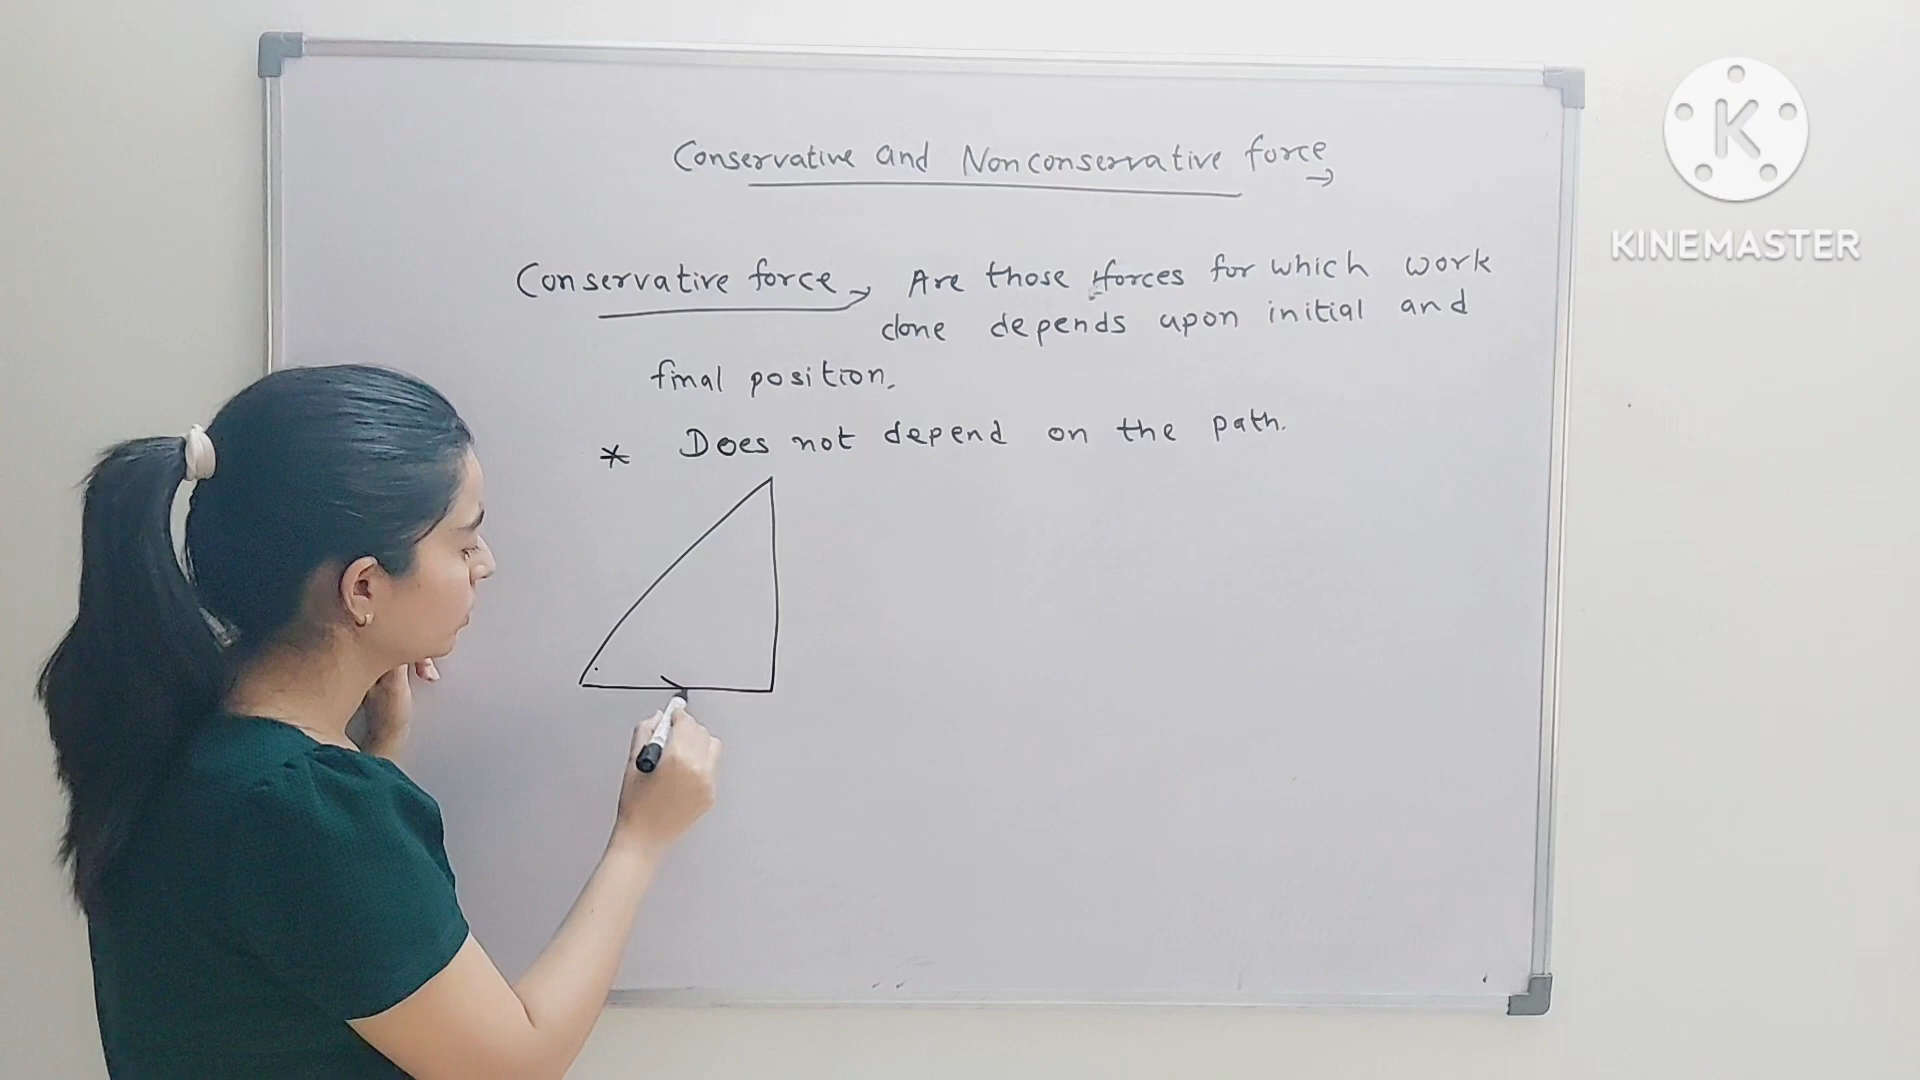 Conservative and Nonconservative force
Conservative force → Are those forces for which work
done depends upon initial and
final position.
* Does not depend on the path.
K
KINEMASTER